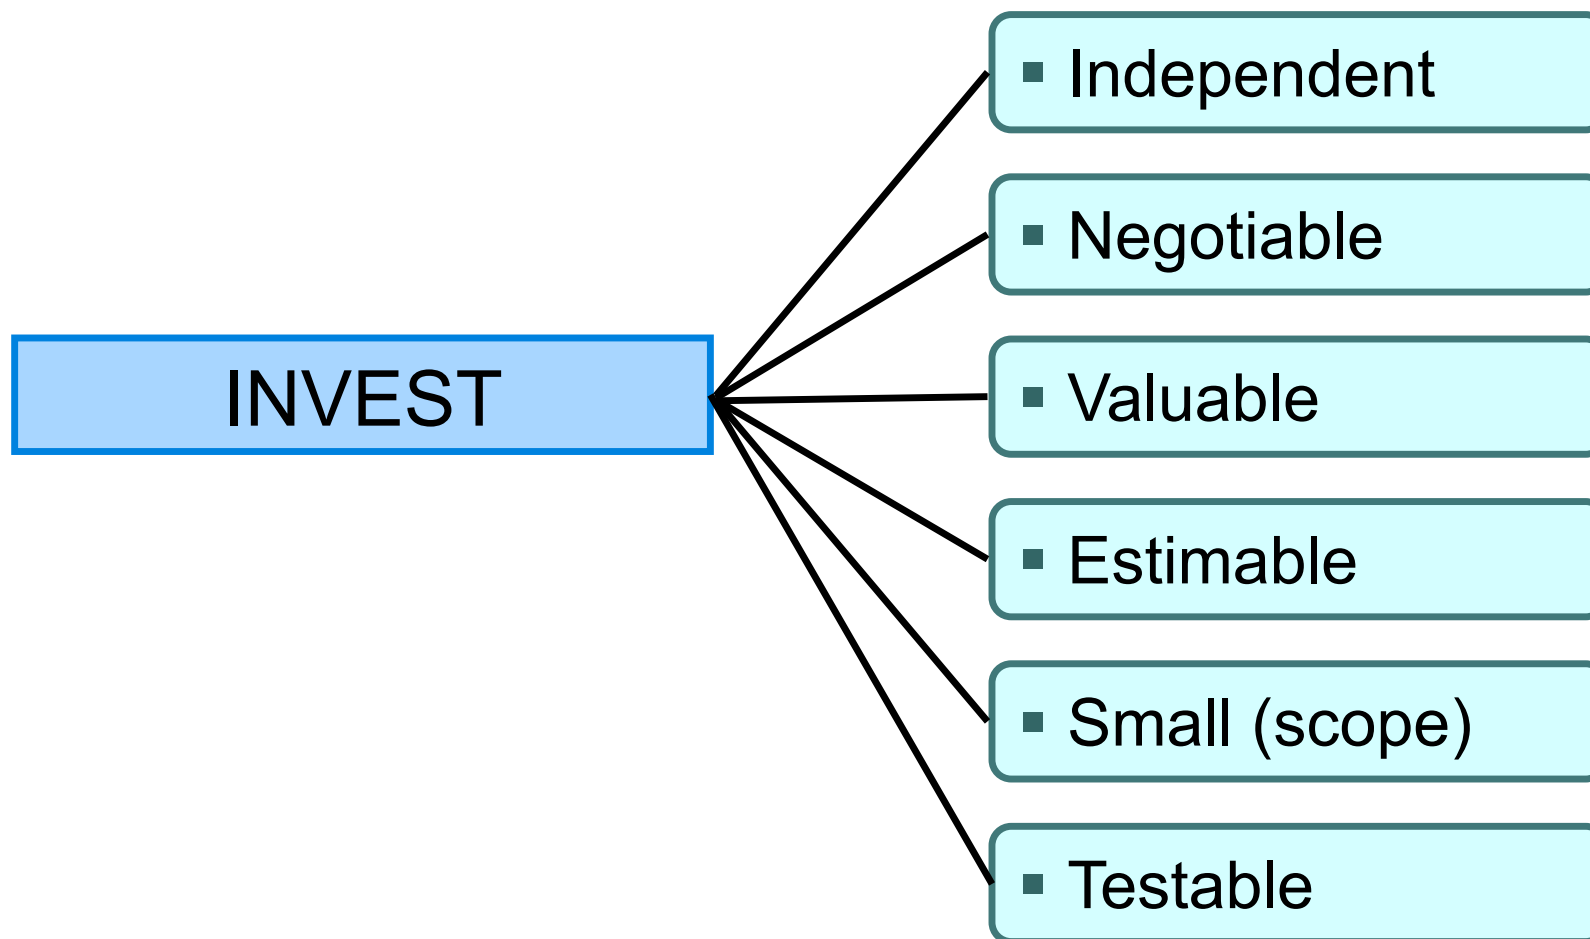 INVEST
▪ Independent
▪ Negotiable
▪ Valuable
▪ Estimable
▪ Small (scope)
▪ Testable